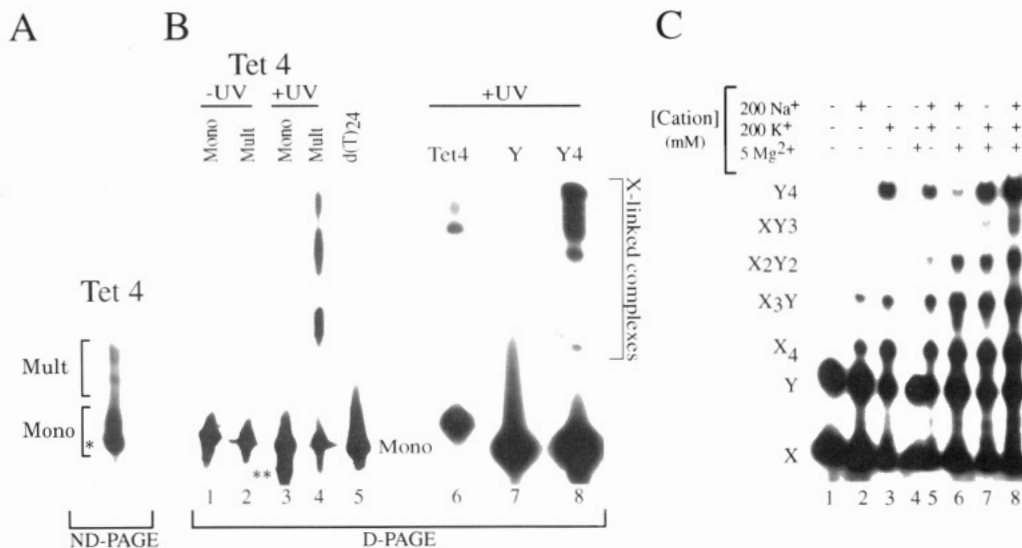 A
B
C
Tet 4
-UV
+UV
+UV
Mono
Mult
Mono
Mult
d(T)24
Tet4
Y
Y4
X-linked complexes
[Cation]
(mM)
200 Na+ - + - - + + - +
200 K+ - - + - + - + +
5 Mg2+ - - - + - + + +
Y4
XY3
X2Y2
X3Y
X4
Y
X
Tet 4
Mult
Mono
*
**
Mono
1 2 3 4 5 6 7 8
1 2 3 4 5 6 7 8
ND-PAGE
D-PAGE